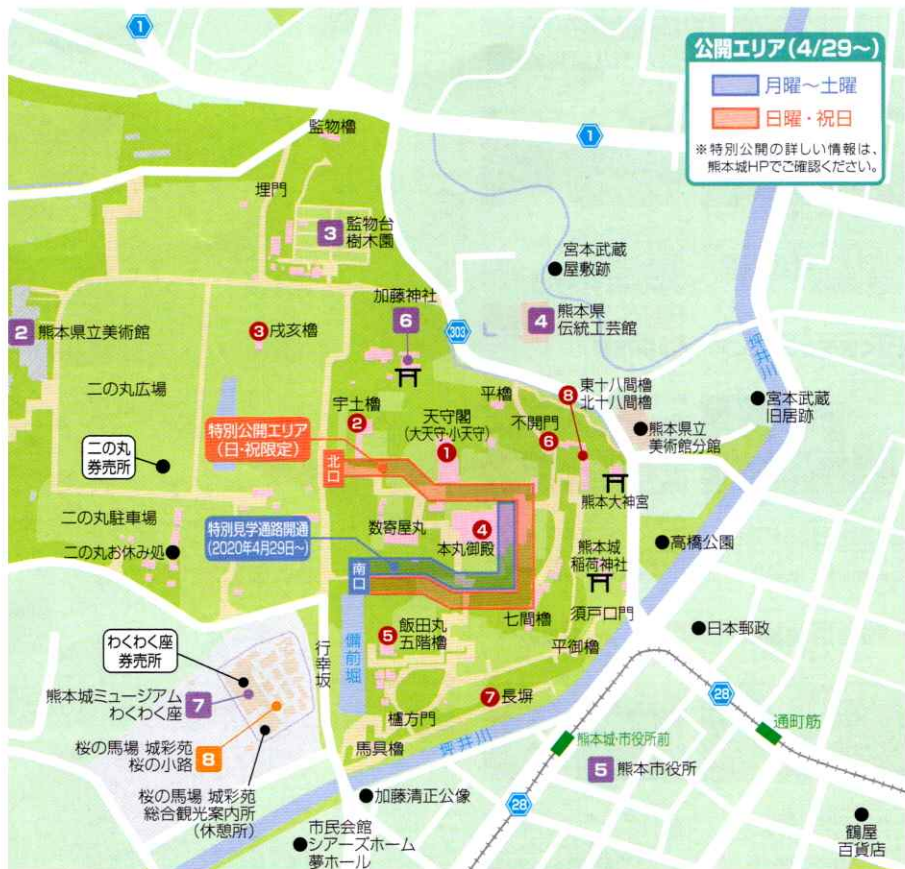 公開エリア(4/29～)
月曜～土曜
日曜・祝日
※特別公開の詳しい情報は、
熊本城HPでご確認ください。
1
1
監物櫓
埋門
3
監物台
樹木園
宮本武蔵
屋敷跡
加藤神社
6
303
4
熊本県
伝統工芸館
2
熊本県立美術館
3
戌亥櫓
坪井川
二の丸広場
宇土櫓
2
天守閣
(大天守・小天守)
1
平櫓
不開門
6
8
東十八間櫓
北十八間櫓
熊本県立
美術館分館
宮本武蔵
旧居跡
特別公開エリア
(日・祝限定)
北口
二の丸
券売所
熊本大神宮
数寄屋丸
4
本丸御殿
二の丸駐車場
二の丸お休み処
特別見学通路開通
(2020年4月29日～)
南口
熊本城
稲荷神社
高橋公園
七間櫓
須戸口門
備前堀
5
飯田丸
五階櫓
平御櫓
日本郵政
行幸坂
わくわく座
券売所
熊本城ミュージアム
わくわく座
7
7
長塀
櫨方門
28
通町筋
桜の馬場 城彩苑
桜の小路
8
馬具櫓
坪井川
熊本城・市役所前
5
熊本市役所
桜の馬場 城彩苑
総合観光案内所
(休憩所)
加藤清正公像
28
市民会館
シアーズホーム
夢ホール
鶴屋
百貨店